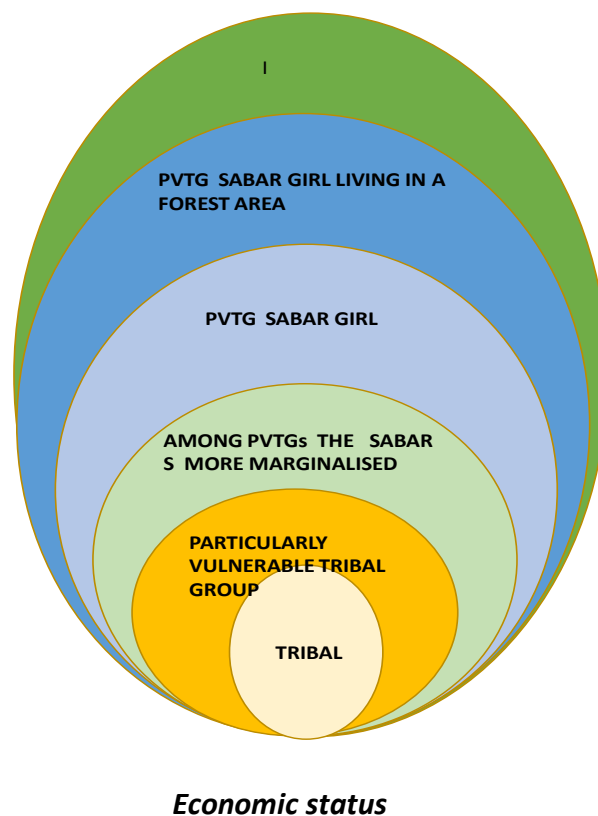 I
PVTG SABAR GIRL LIVING IN A
FOREST AREA
PVTG SABAR GIRL
AMONG PVTGs THE SABAR
S MORE MARGINALISED
PARTICULARLY
VULNERABLE TRIBAL
GROUP
TRIBAL
Economic status